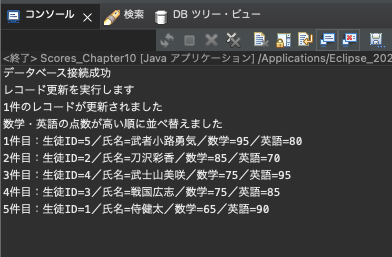 コンソール × 検索 DB ツリー・ビュー
<終了> Scores_Chapter10 [Java アプリケーション] /Applications/Eclipse_202
データベース接続成功
レコード更新を実行します
1件のレコードが更新されました
数学・英語の点数が高い順に並べ替えました
1件目：生徒ID=5／氏名=武者小路勇気／数学=95／英語=80
2件目：生徒ID=2／氏名=刀沢彩香／数学=85／英語=70
3件目：生徒ID=4／氏名=武士山美咲／数学=75／英語=95
4件目：生徒ID=3／氏名=戦国広志／数学=75／英語=85
5件目：生徒ID=1／氏名=侍健太／数学=65／英語=90